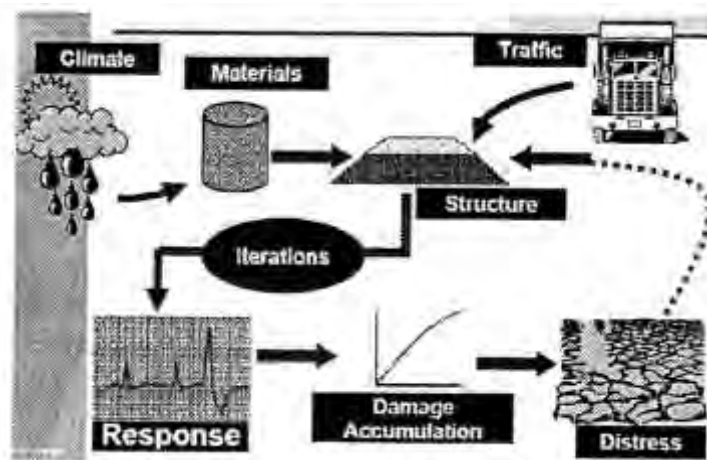 Climate
Materials
Traffic
Structure
Iterations
Response
Damage
Accumulation
Distress